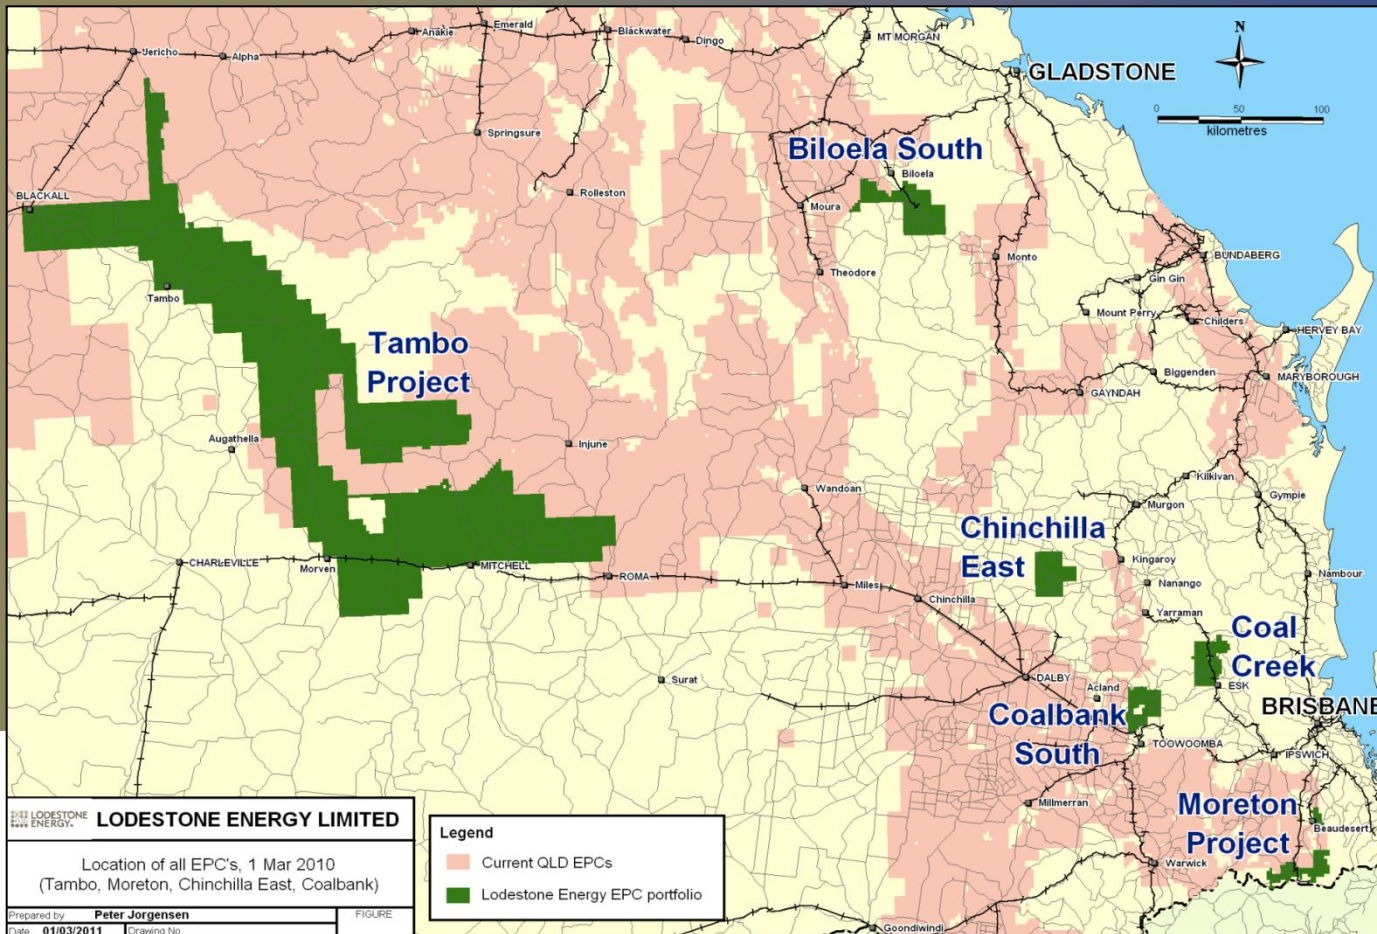 Jericho
Alpha
Anakie
Emerald
Blackwater
Dingo
MT MORGAN
GLADSTONE
N
0 50 100
kilometres
Springsure
Biloela South
Biloela
Rolleston
Moura
BLACKALL
Theodore
Monto
BUNDABERG
Gin Gin
Tambo
Mount Perry
Childers
HERVEY BAY
Tambo
Project
Biggenden
MARYBOROUGH
GAYNDAH
Augathella
Injune
Wandoan
Kilkivan
Gympie
Murgon
Chinchilla
East
CHARLEVILLE
Morven
MITCHELL
ROMA
Miles
Chinchilla
Kingaroy
Nanango
Nambour
Yarraman
Coal
Creek
Surat
DALBY
Acland
ESK
Coalbank
South
BRISBANE
TOOWOOMBA
IPSWICH
Millmerran
Moreton
Project
Beaudesert
Warwick
Goondiwindi
LODESTONE
ENERGY
LODESTONE ENERGY LIMITED
Location of all EPC's, 1 Mar 2010
(Tambo, Moreton, Chinchilla East, Coalbank)
Prepared by Peter Jorgensen
FIGURE
Date 01/03/2011 Drawing No.
Legend
Current QLD EPCs
Lodestone Energy EPC portfolio